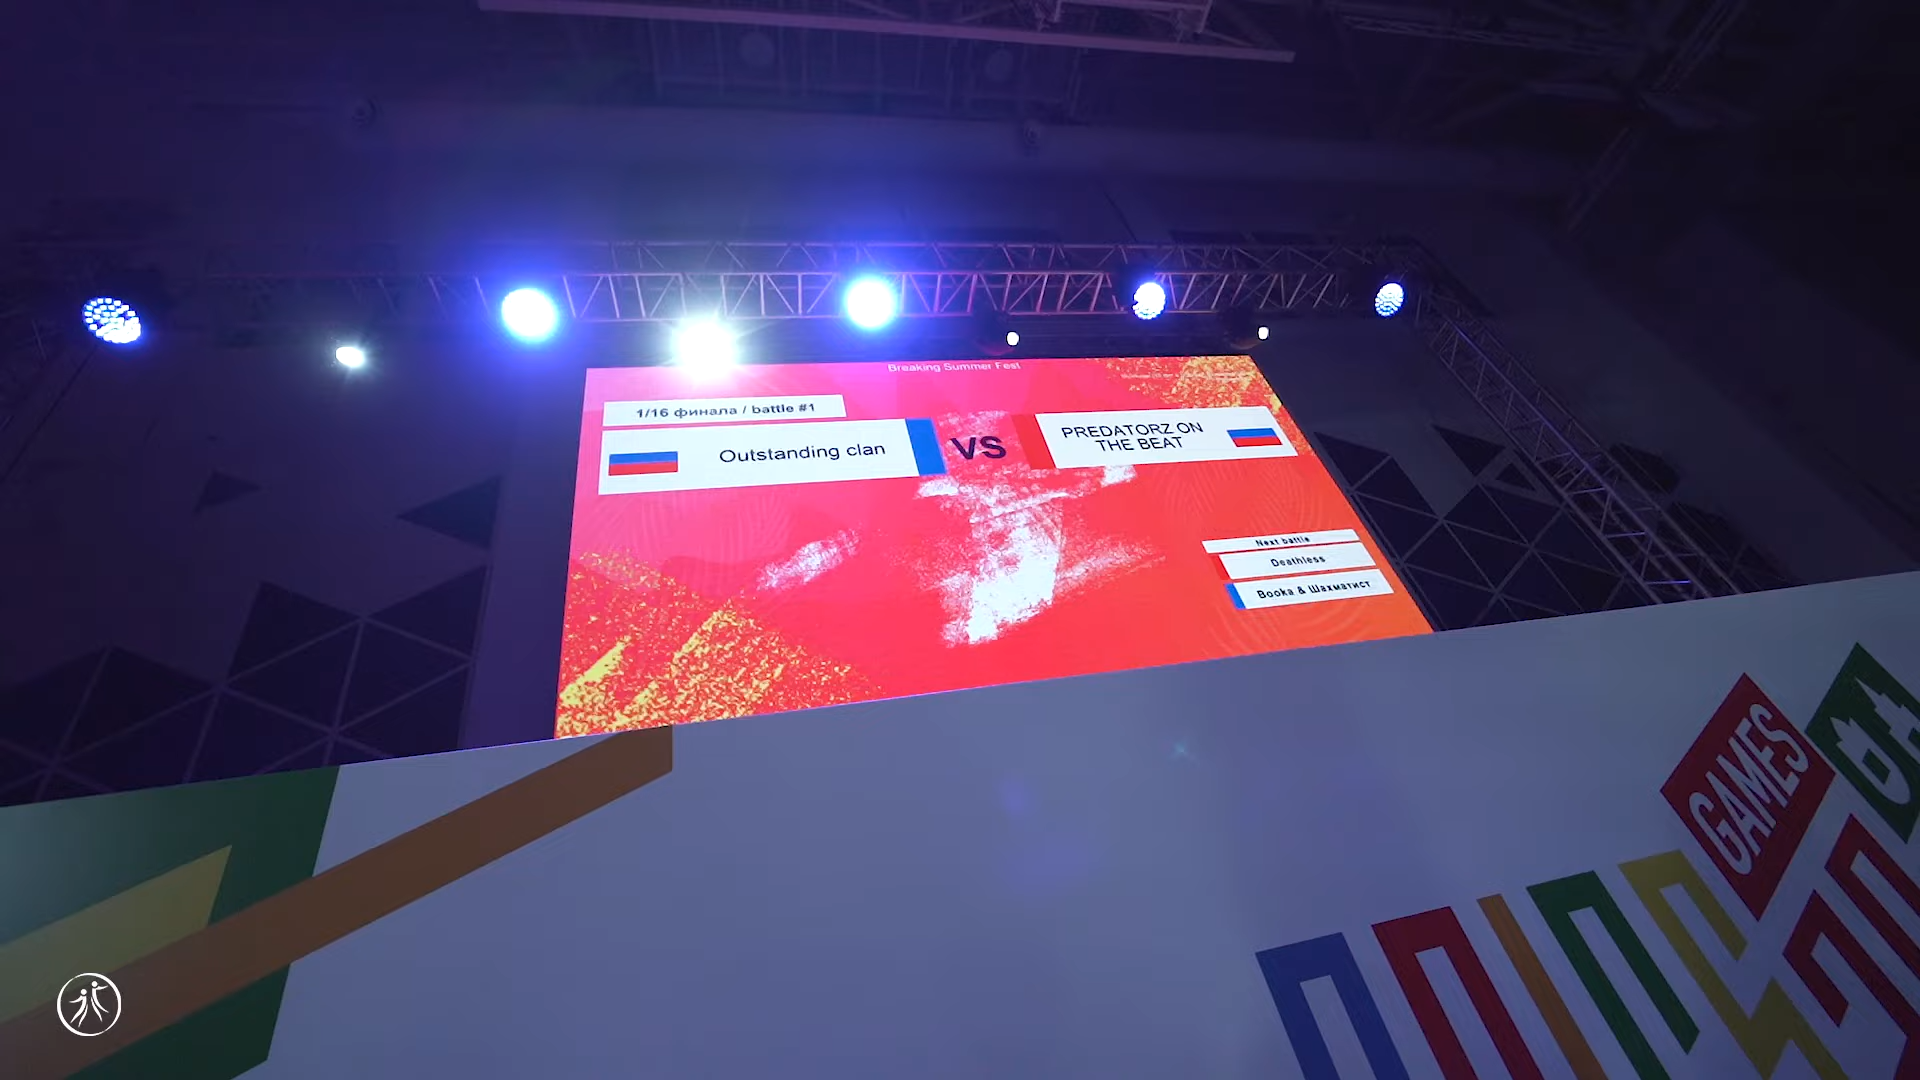 Breaking Summer Fest
1/16 финала / battle #1
Outstanding clan
VS
PREDATORZ ON
THE BEAT
Next battle
Deathless
Booka & Шахматист
GAMES